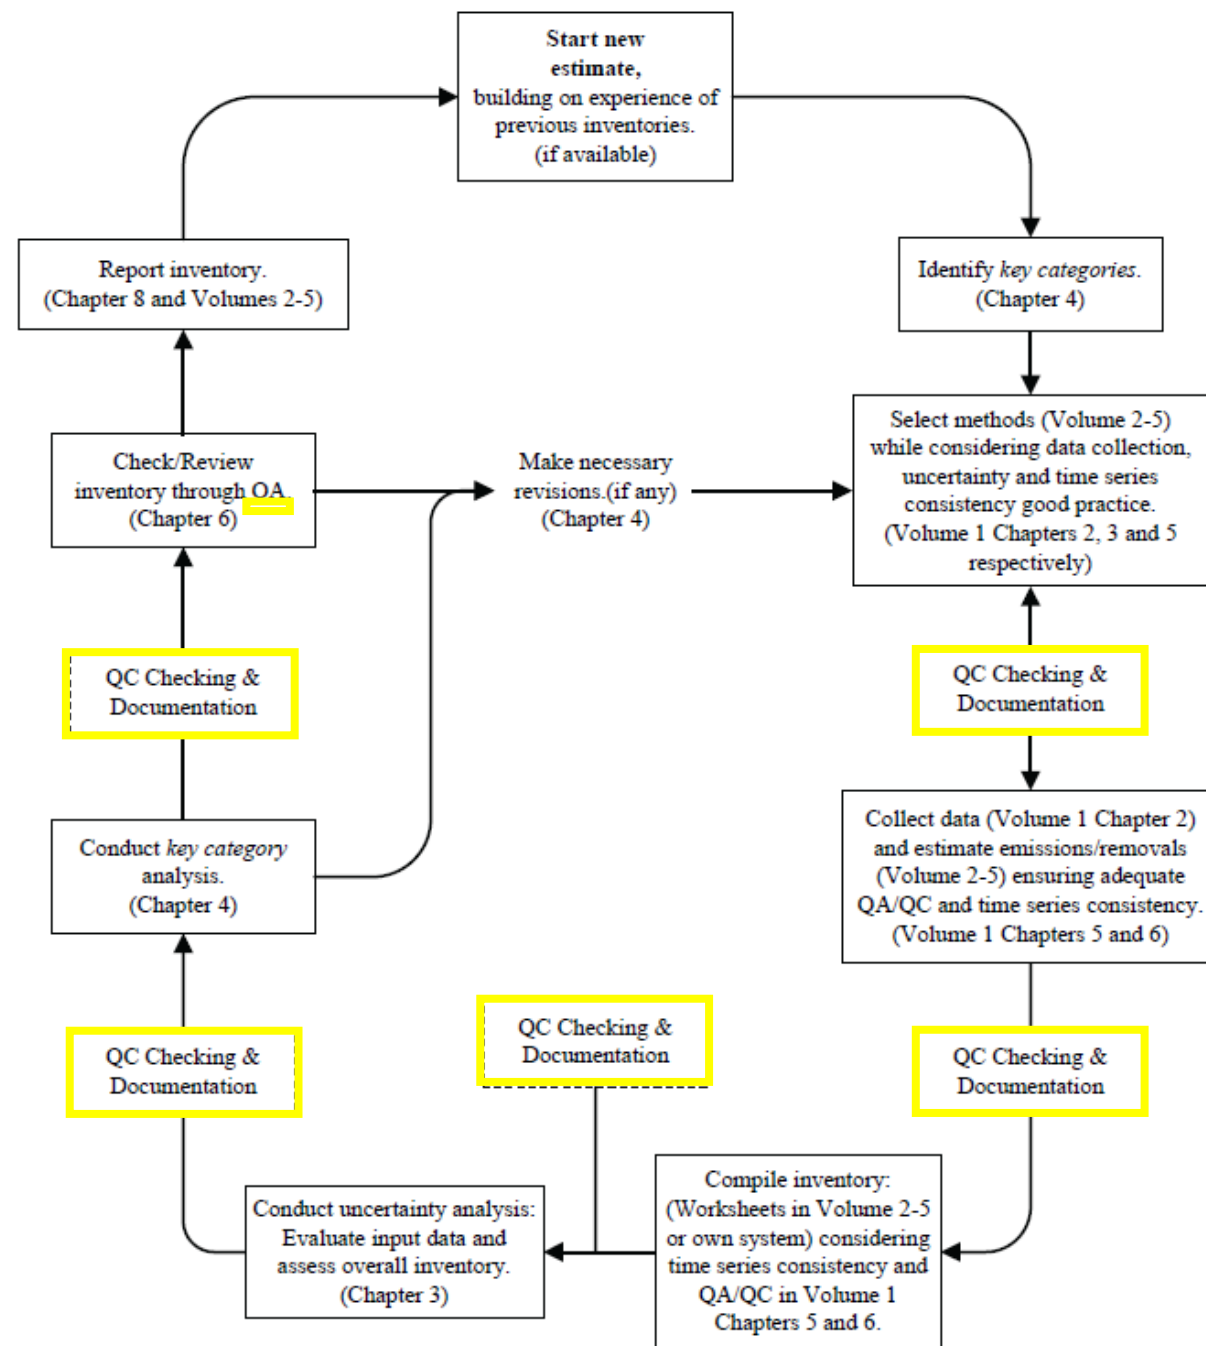 Start new
estimate,
building on experience of
previous inventories.
(if available)
Report inventory.
(Chapter 8 and Volumes 2-5)
Identify key categories.
(Chapter 4)
Check/Review
inventory through QA.
(Chapter 6)
Make necessary
revisions.(if any)
(Chapter 4)
Select methods (Volume 2-5)
while considering data collection,
uncertainty and time series
consistency good practice.
(Volume 1 Chapters 2, 3 and 5
respectively)
QC Checking &
Documentation
QC Checking &
Documentation
Conduct key category
analysis.
(Chapter 4)
Collect data (Volume 1 Chapter 2)
and estimate emissions/removals
(Volume 2-5) ensuring adequate
QA/QC and time series consistency.
(Volume 1 Chapters 5 and 6)
QC Checking &
Documentation
QC Checking &
Documentation
QC Checking &
Documentation
Conduct uncertainty analysis:
Evaluate input data and
assess overall inventory.
(Chapter 3)
Compile inventory:
(Worksheets in Volume 2-5
or own system) considering
time series consistency and
QA/QC in Volume 1
Chapters 5 and 6.